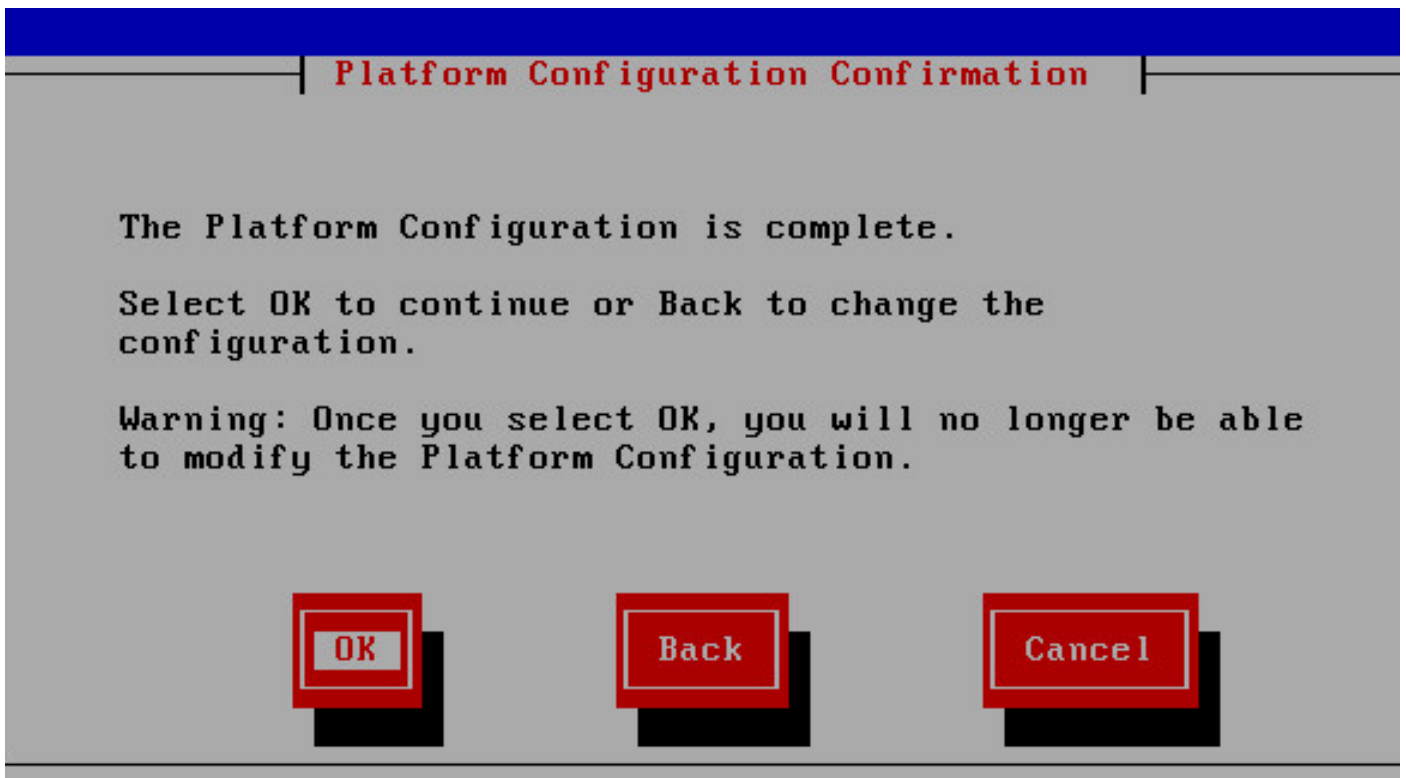 Platform Configuration Confirmation
The Platform Configuration is complete.
Select OK to continue or Back to change the
configuration.
Warning: Once you select OK, you will no longer be able
to modify the Platform Configuration.
OK Back Cancel